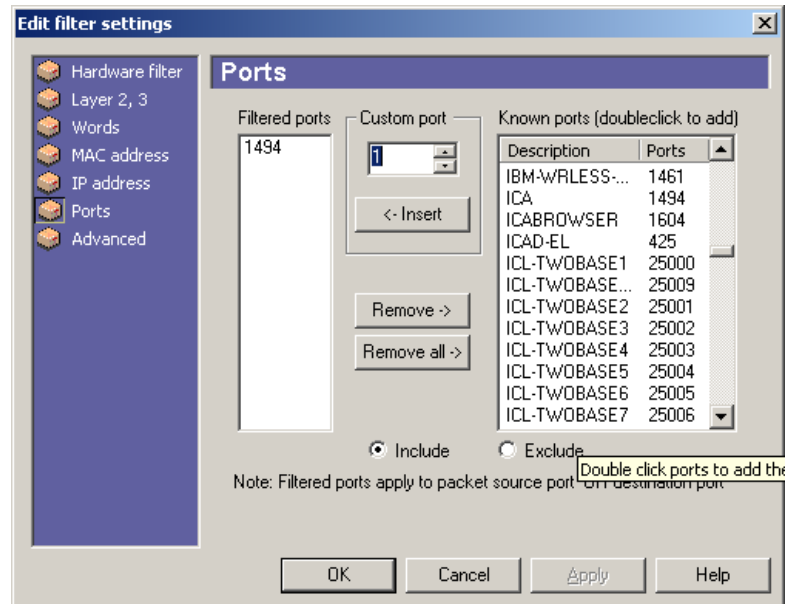 Edit filter settings
Hardware filter
Layer 2, 3
Words
MAC address
IP address
Ports
Advanced
Ports
Filtered ports
1494
Custom port
1
<- Insert
Remove ->
Remove all ->
Known ports (doubleclick to add)
Description Ports
IBM-WRLESS-... 1461
ICA 1494
ICABROWSER 1604
ICAD-EL 425
ICL-TWOBASE1 25000
ICL-TWOBASE... 25009
ICL-TWOBASE2 25001
ICL-TWOBASE3 25002
ICL-TWOBASE4 25003
ICL-TWOBASE5 25004
ICL-TWOBASE6 25005
ICL-TWOBASE7 25006
Include
Exclude
Double click ports to add the
Note: Filtered ports apply to packet source port destination port
OK
Cancel
Apply
Help